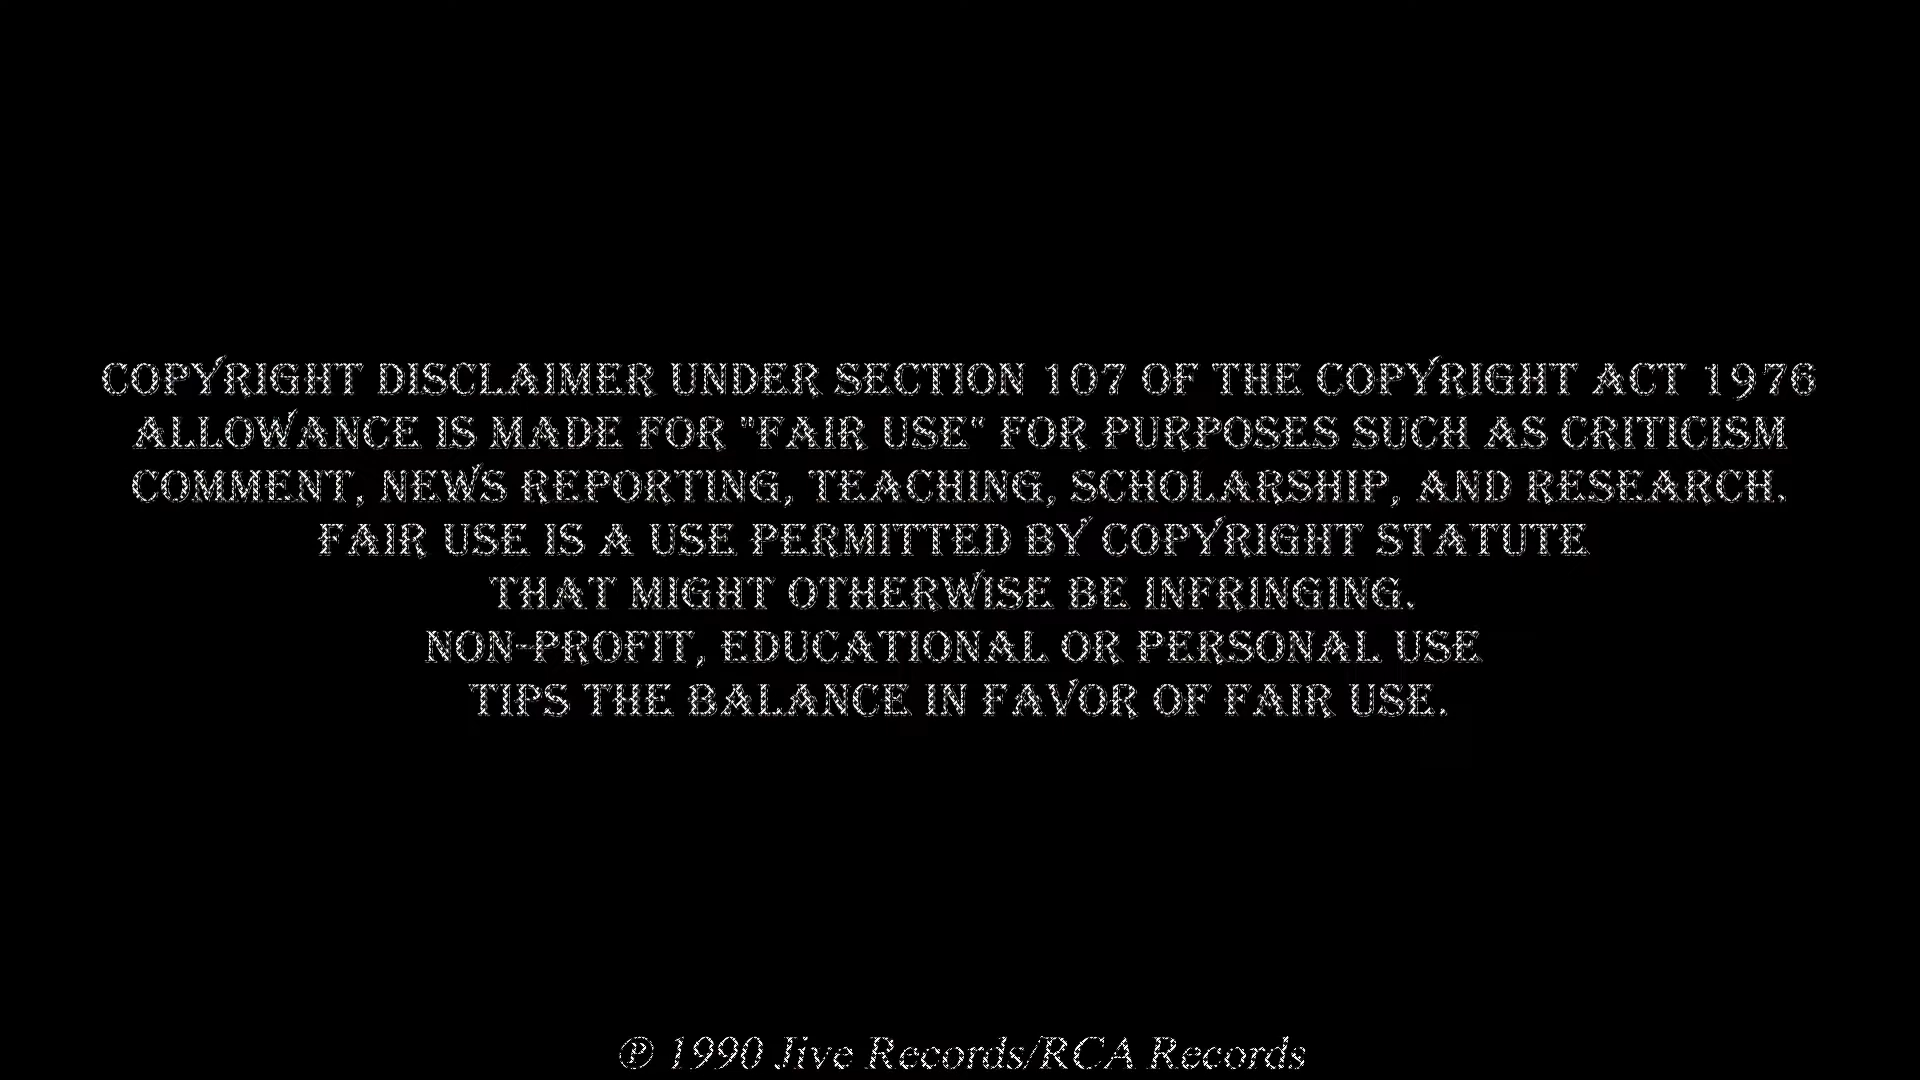 COPYRIGHT DISCLAIMER UNDER SECTION 107 OF THE COPYRIGHT ACT 1976
ALLOWANCE IS MADE FOR "FAIR USE" FOR PURPOSES SUCH AS CRITICISM
COMMENT, NEWS REPORTING, TEACHING, SCHOLARSHIP, AND RESEARCH.
FAIR USE IS A USE PERMITTED BY COPYRIGHT STATUTE
THAT MIGHT OTHERWISE BE INFRINGING.
NON-PROFIT, EDUCATIONAL OR PERSONAL USE
TIPS THE BALANCE IN FAVOR OF FAIR USE.
℗ 1990 Jive Records/RCA Records